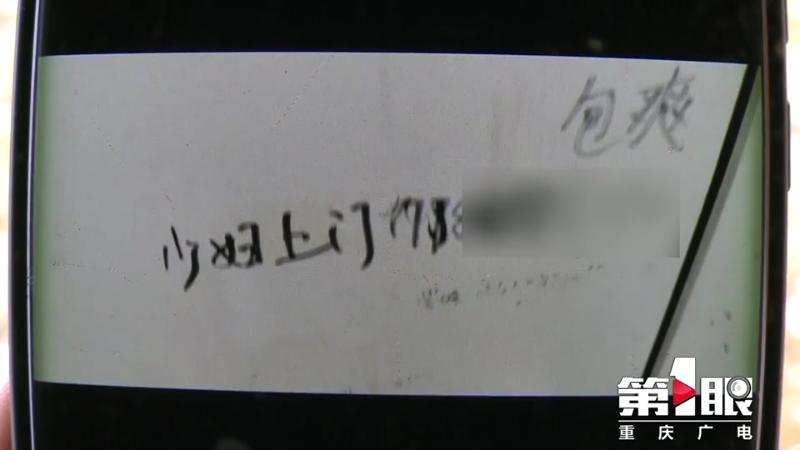 包爽
少妇上门
第1眼
重庆广电